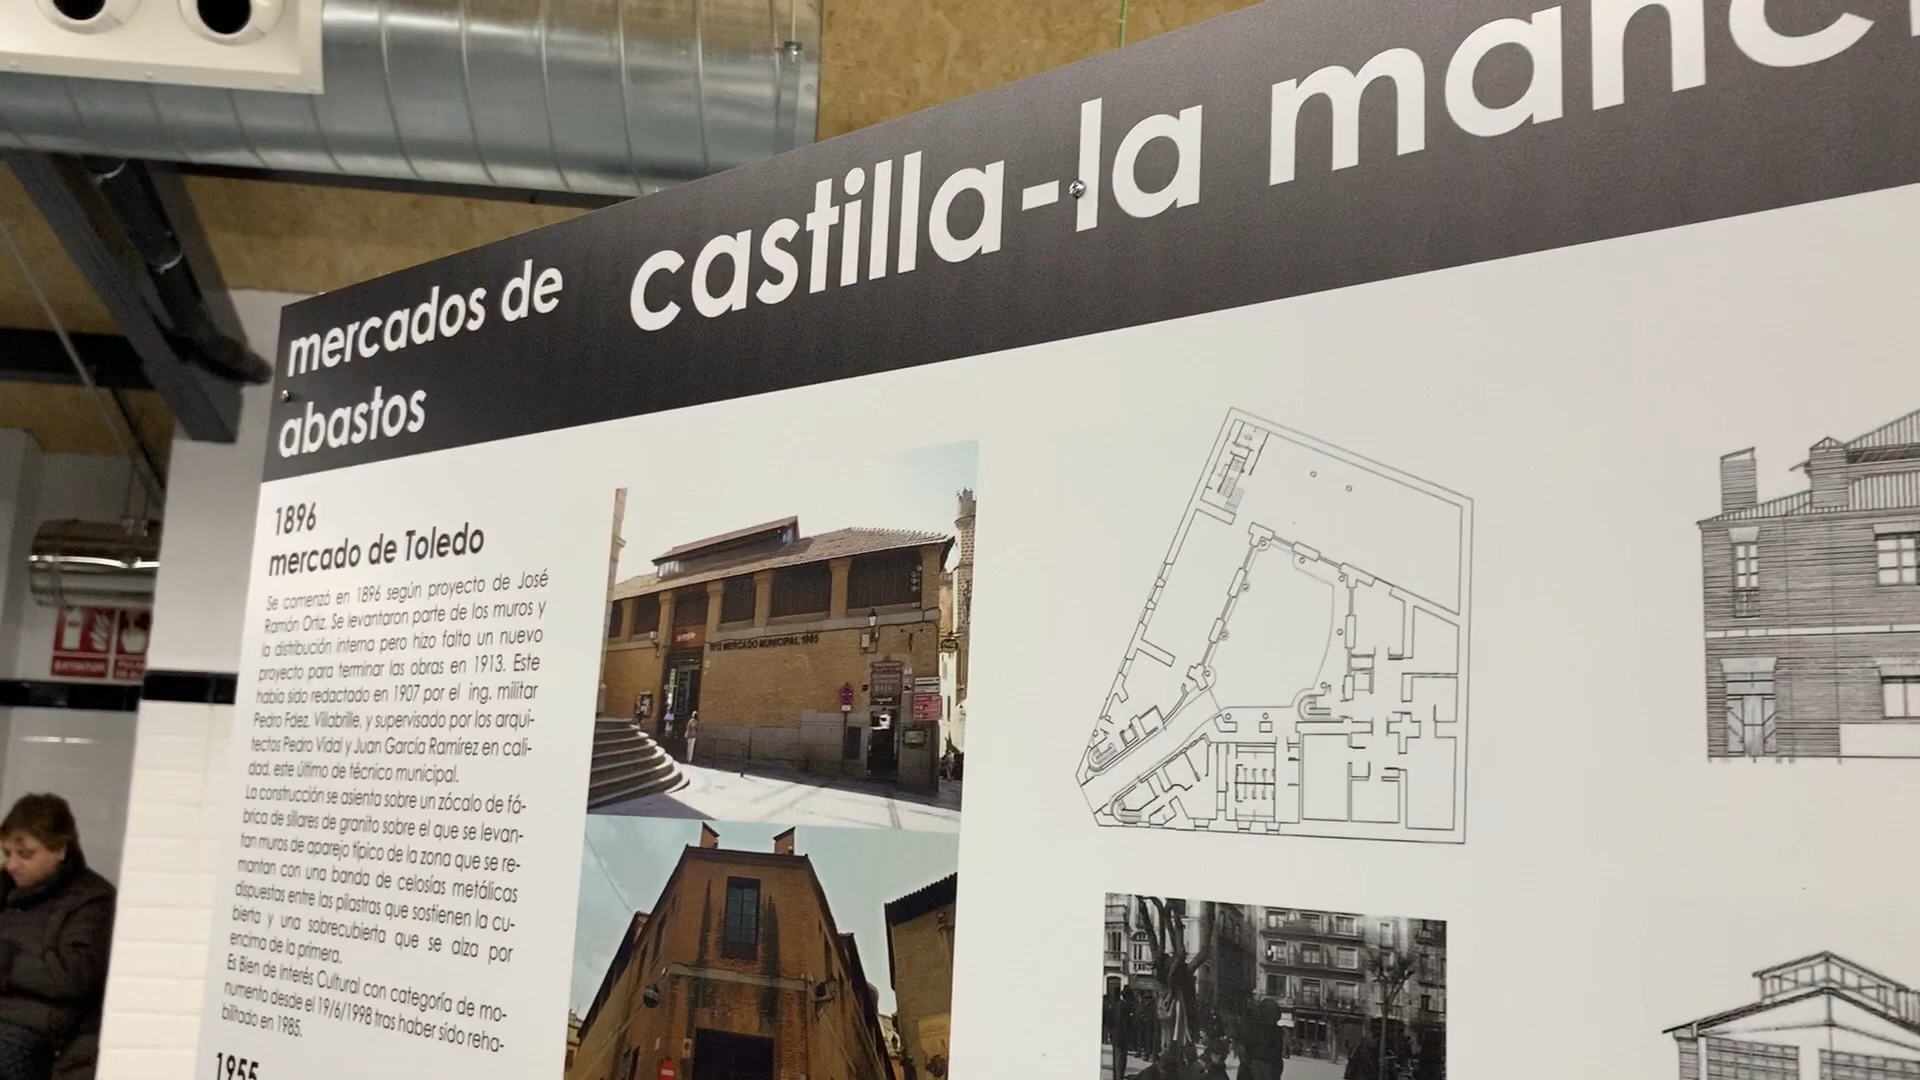 mercados de castilla-la manc
abastos
1896
mercado de Toledo
Se comenzó en 1896 según proyecto de José
Ramón Ortiz. Se levantaron parte de los muros y
la distribución interna pero hizo falta un nuevo
proyecto para terminar las obras en 1913. Este
había sido redactado en 1907 por el ing. militar
Pedro Fdez. Villabrille, y supervisado por los arqui-
tectos Pedro Vidal y Juan García Ramírez en cali-
dad, este último de técnico municipal.
La construcción se asienta sobre un zócalo de fá-
brica de sillares de granito sobre el que se levan-
tan muros de aparejo típico de la zona que se re-
mantan con una banda de celosías metálicas
dispuestas entre las pilastras que sostienen la cu-
bierta y una sobrecubierta que se alza por
encima de la primera.
Es Bien de Interés Cultural con categoría de mo-
numento desde el 19/6/1998 tras haber sido reha-
bilitado en 1985.
1955
MERCADO MUNICIPAL
EXTINTOR